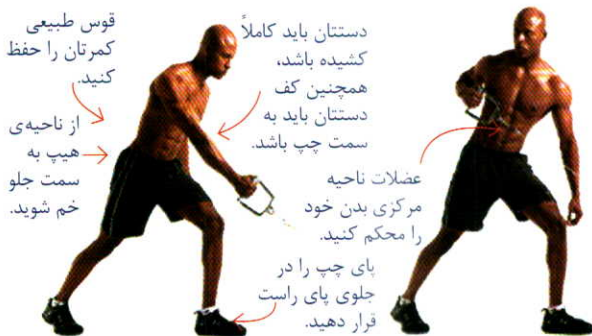 قوس طبیعی
کمرتان را حفظ
کنید.
از ناحیه‌ی
هیپ به
سمت جلو
خم شوید.
دستتان باید کاملاً
کشیده باشد،
همچنین کف
دستتان باید به
سمت چپ باشد.
عضلات ناحیه
مرکزی بدن خود
را محکم کنید.
پای چپ را در
جلوی پای راست
قرار دهید.